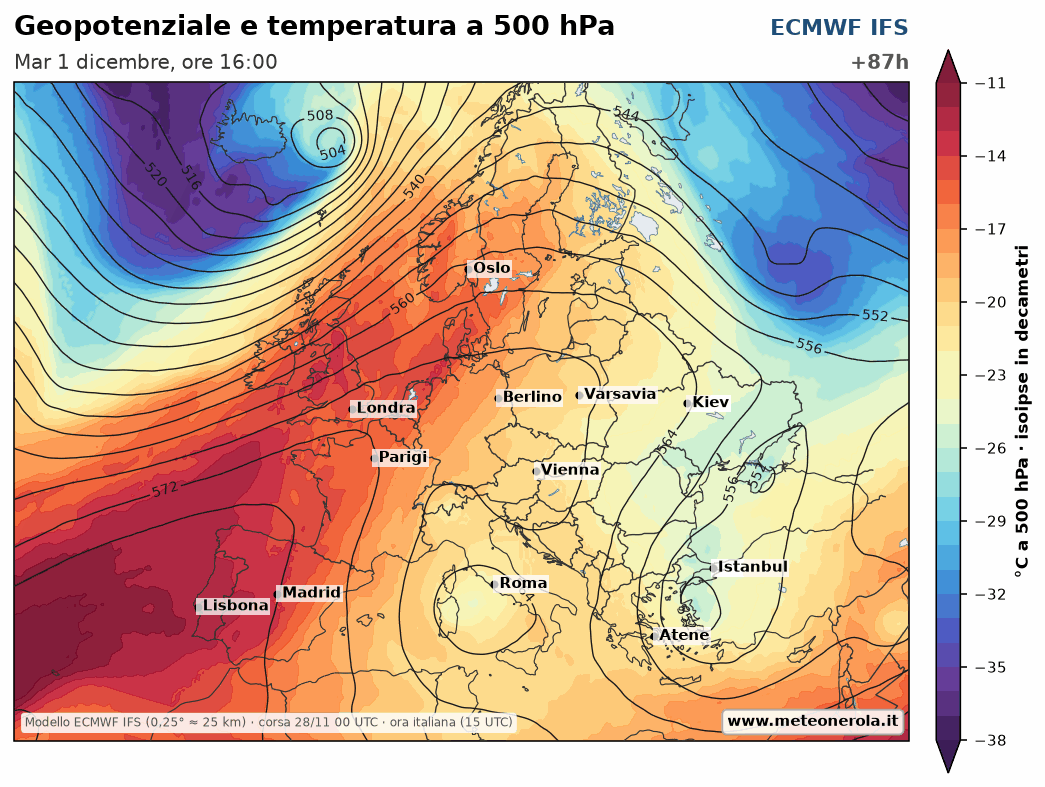 Geopotenziale e temperatura a 500 hPa
ECMWF IFS
Mar 1 dicembre, ore 16:00
+87h
508
504
544
520
516
540
560
552
556
572
564
556
552
Oslo
Berlino
Varsavia
Kiev
Londra
Parigi
Vienna
Istanbul
Roma
Madrid
Lisbona
Atene
−11
−14
−17
−20
−23
−26
−29
−32
−35
−38
°C a 500 hPa · isoipse in decametri
Modello ECMWF IFS (0,25° ≈ 25 km) · corsa 28/11 00 UTC · ora italiana (15 UTC)
www.meteonerola.it